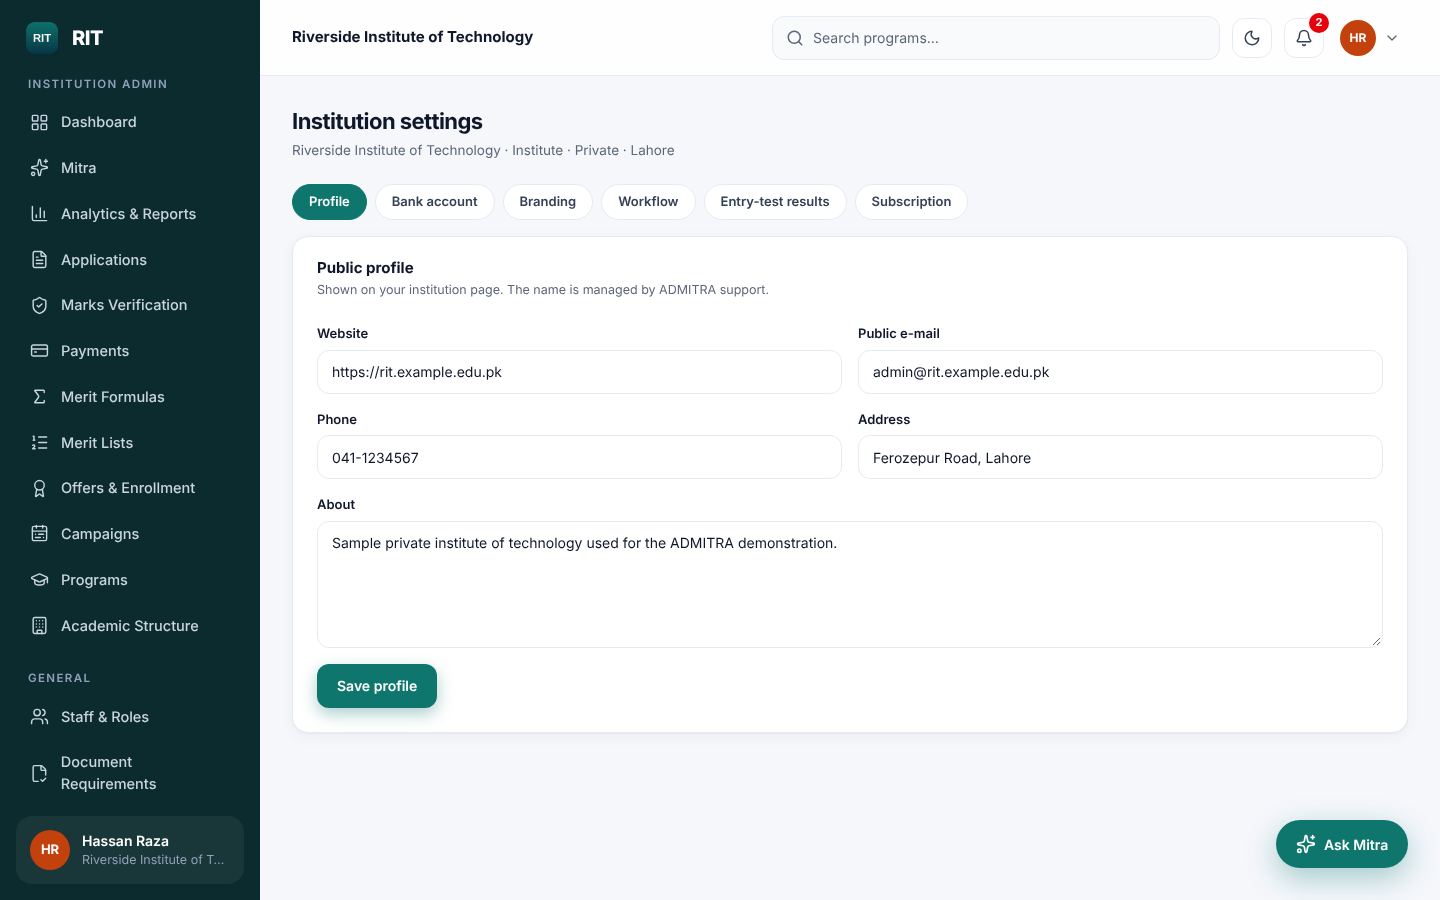 RIT
RIT
INSTITUTION ADMIN
Dashboard
Mitra
Analytics & Reports
Applications
Marks Verification
Payments
Merit Formulas
Merit Lists
Offers & Enrollment
Campaigns
Programs
Academic Structure
GENERAL
Staff & Roles
Document
Requirements
HR
Hassan Raza
Riverside Institute of T...
Riverside Institute of Technology
Search programs...
2
HR
Institution settings
Riverside Institute of Technology · Institute · Private · Lahore
Profile
Bank account
Branding
Workflow
Entry-test results
Subscription
Public profile
Shown on your institution page. The name is managed by ADMITRA support.
Website
https://rit.example.edu.pk
Public e-mail
admin@rit.example.edu.pk
Phone
041-1234567
Address
Ferozepur Road, Lahore
About
Sample private institute of technology used for the ADMITRA demonstration.
Save profile
Ask Mitra